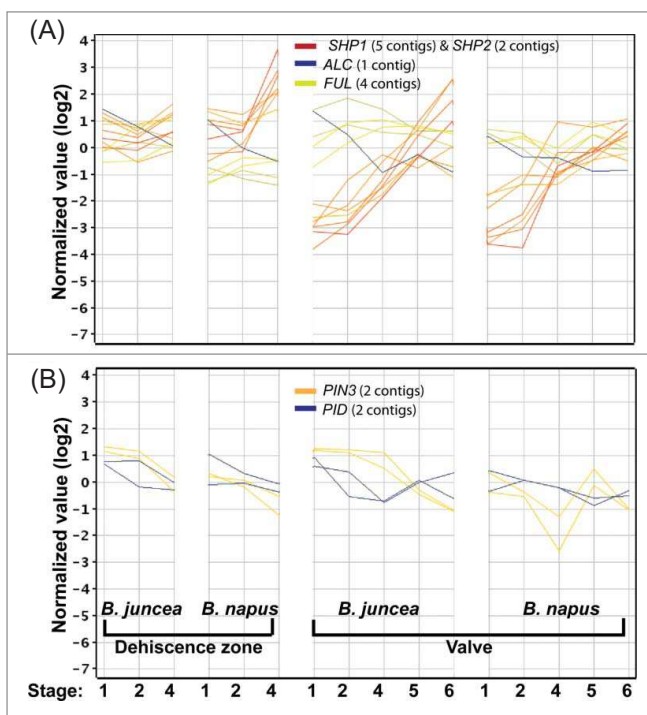 (A)
Normalized value (log2)
4
3
2
1
0
−1
−2
−3
−4
−5
−6
−7
SHP1 (5 contigs) & SHP2 (2 contigs)
ALC (1 contig)
FUL (4 contigs)
(B)
Normalized value (log2)
4
3
2
1
0
−1
−2
−3
−4
−5
−6
−7
PIN3 (2 contigs)
PID (2 contigs)
B. juncea B. napus B. juncea B. napus
Dehiscence zone Valve
Stage: 1 2 4 1 2 4 1 2 4 5 6 1 2 4 5 6